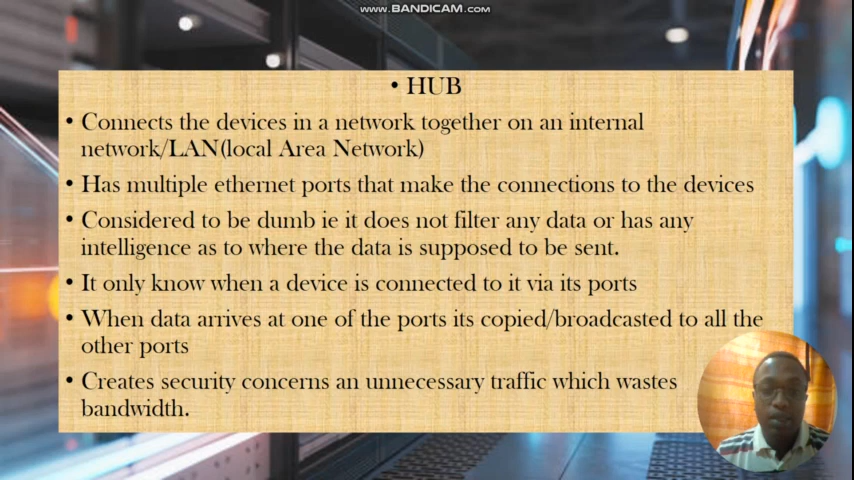 WWW.BANDICAM.COM
• HUB
• Connects the devices in a network together on an internal
network/LAN(local Area Network)
• Has multiple ethernet ports that make the connections to the devices
• Considered to be dumb ie it does not filter any data or has any
intelligence as to where the data is supposed to be sent.
• It only know when a device is connected to it via its ports
• When data arrives at one of the ports its copied/broadcasted to all the
other ports
• Creates security concerns an unnecessary traffic which wastes
bandwidth.